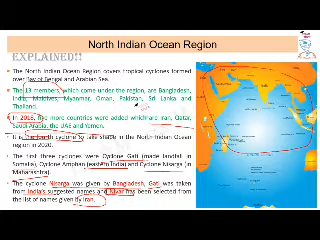 North Indian Ocean Region
EXPLAINED!!
The North Indian Ocean Region covers tropical cyclones formed
over Bay of Bengal and Arabian Sea.
The 13 members, which come under the region, are Bangladesh,
India, Maldives, Myanmar, Oman, Pakistan, Sri Lanka and
Thailand.
In 2018, five more countries were added which are Iran, Qatar,
Saudi Arabia, the UAE and Yemen.
It is the fourth cyclone to take shape in the North Indian Ocean
region in 2020.
The first three cyclones were Cyclone Gati (made landfall in
Somalia), Cyclone Amphan (eastern India) and Cyclone Nisarga (in
Maharashtra).
The cyclone Nisarga was given by Bangladesh, Gati was taken
from India's suggested names and Nivar has been selected from
the list of names given by Iran.